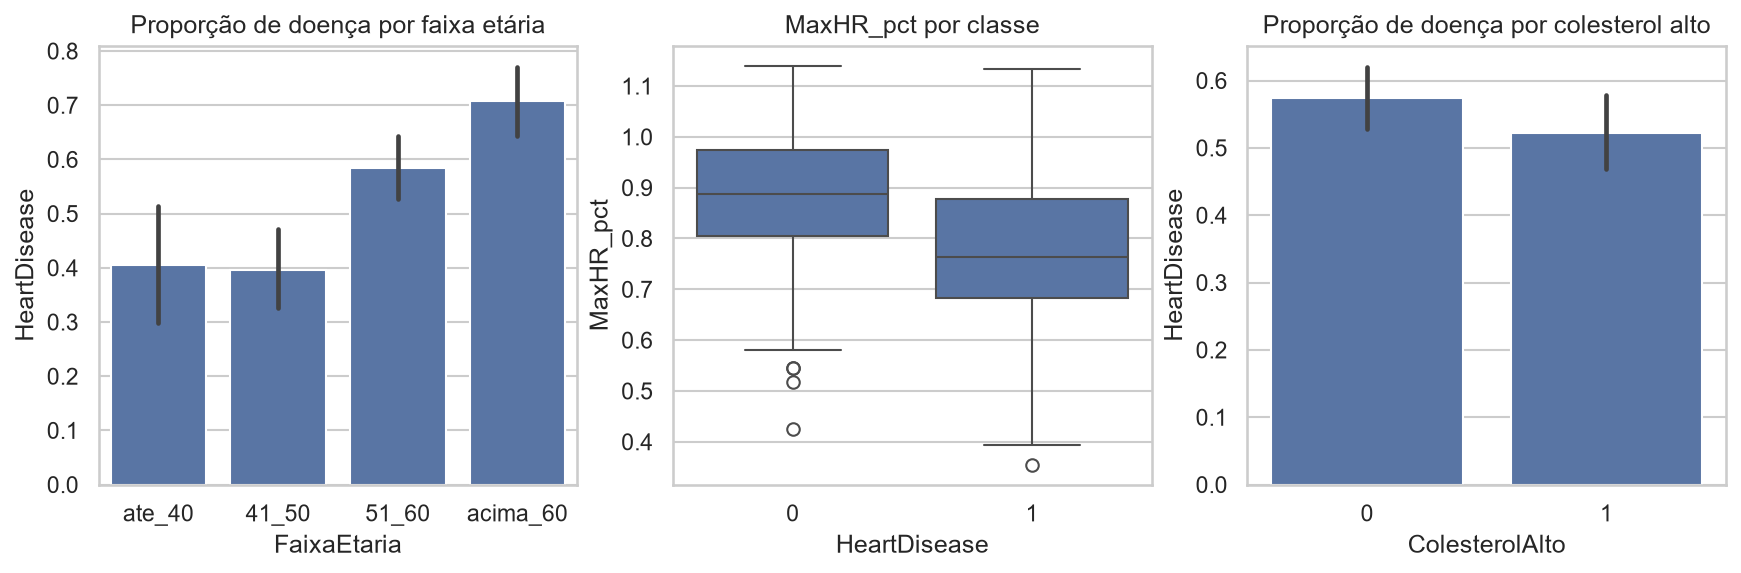 Proporção de doença por faixa etária
HeartDisease
0.8
0.7
0.6
0.5
0.4
0.3
0.2
0.1
0.0
ate_40
41_50
51_60
acima_60
FaixaEtaria
MaxHR_pct por classe
MaxHR_pct
1.1
1.0
0.9
0.8
0.7
0.6
0.5
0.4
0
1
HeartDisease
Proporção de doença por colesterol alto
HeartDisease
0.6
0.5
0.4
0.3
0.2
0.1
0.0
0
1
ColesterolAlto